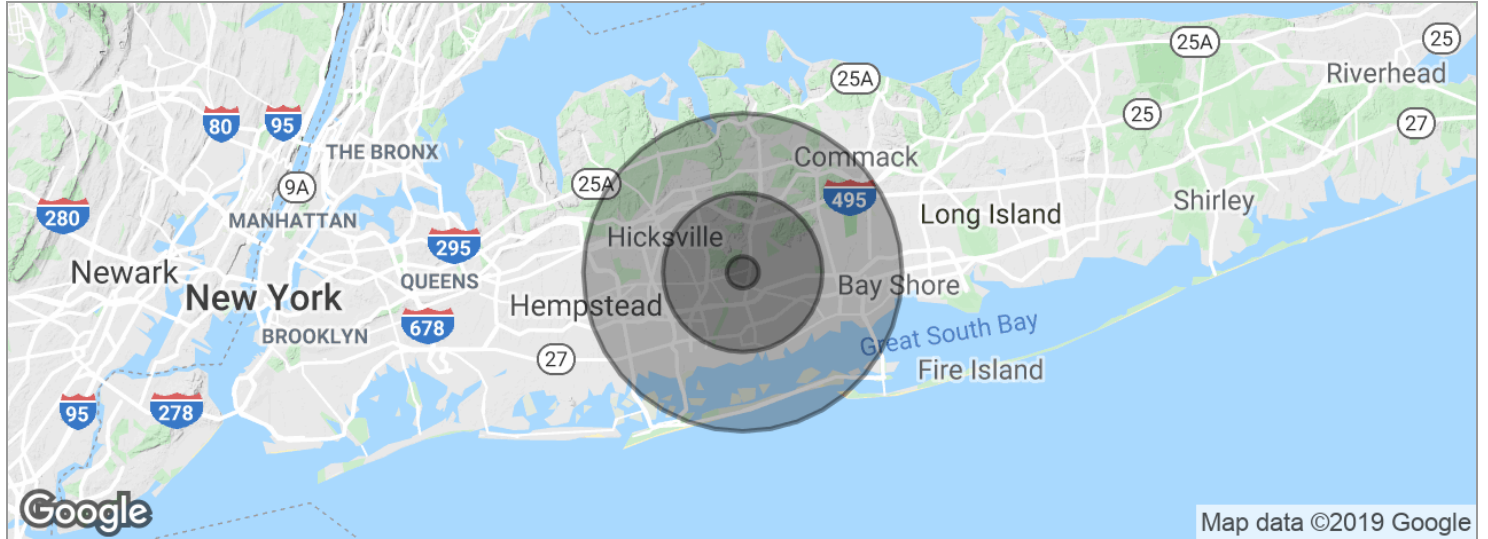 25A
25
Riverhead
25A
80
95
25
27
THE BRONX
Commack
9A
25A
495
280
MANHATTAN
Shirley
Long Island
295
Hicksville
Newark
QUEENS
Bay Shore
New York
Hempstead
678
BROOKLYN
Great South Bay
27
Fire Island
95
278
Google
Map data ©2019 Google